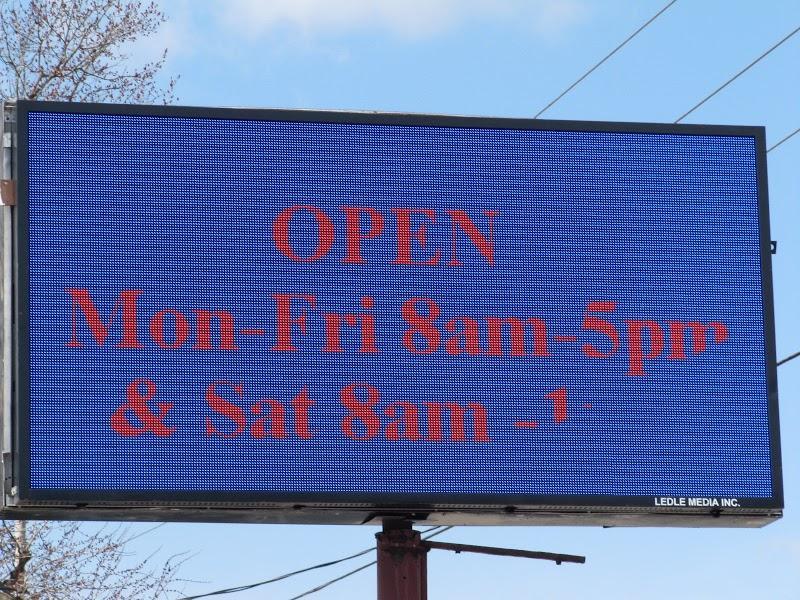 OPEN
Mon-Fri 8am-5pm
& Sat 8am -1
LEDLE MEDIA INC.